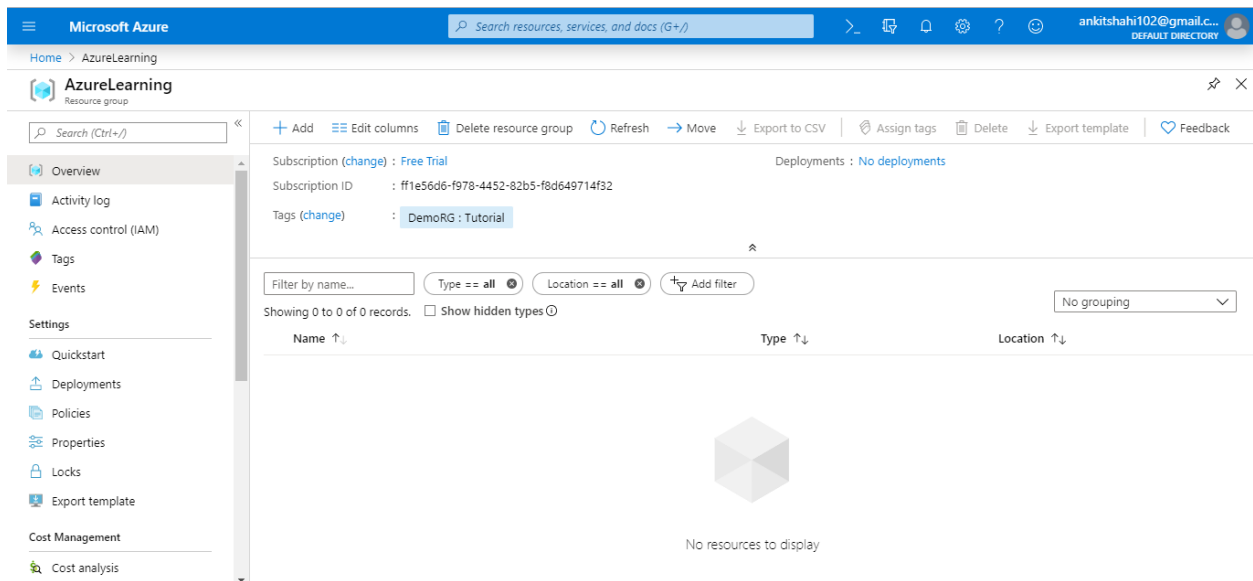 Microsoft Azure
Search resources, services, and docs (G+/)
ankitshahi102@gmail.c...
DEFAULT DIRECTORY
Home > AzureLearning
AzureLearning
Resource group
Search (Ctrl+/)
Overview
Activity log
Access control (IAM)
Tags
Events
Settings
Quickstart
Deployments
Policies
Properties
Locks
Export template
Cost Management
Cost analysis
Add Edit columns Delete resource group Refresh Move Export to CSV Assign tags Delete Export template Feedback
Subscription (change) : Free Trial
Deployments : No deployments
Subscription ID : ff1e56d6-f978-4452-82b5-f8d649714f32
Tags (change) : DemoRG : Tutorial
Filter by name... Type == all Location == all Add filter
Showing 0 to 0 of 0 records. Show hidden types
No grouping
Name Type Location
No resources to display